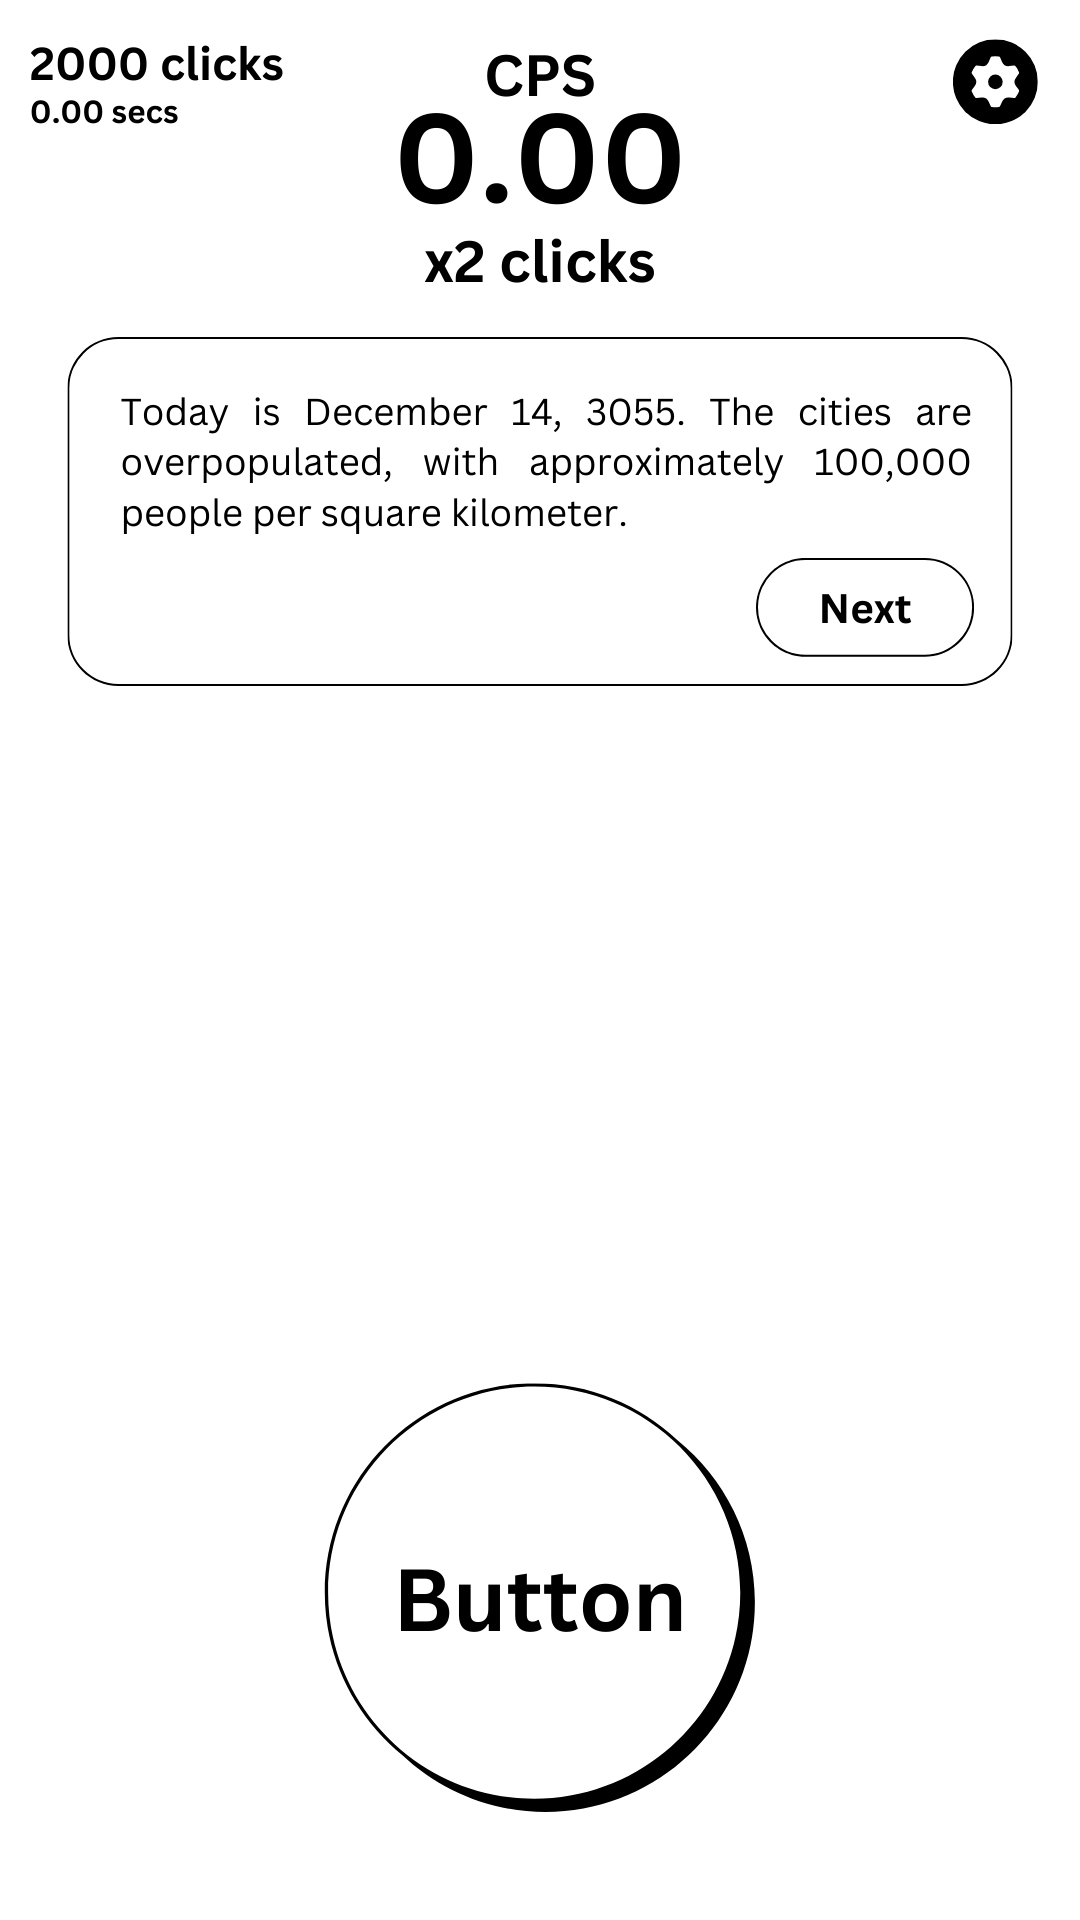 2000 clicks
0.00 secs
CPS
0.00
x2 clicks
Today is December 14, 3055. The cities are
overpopulated, with approximately 100,000
people per square kilometer.
Next
Button